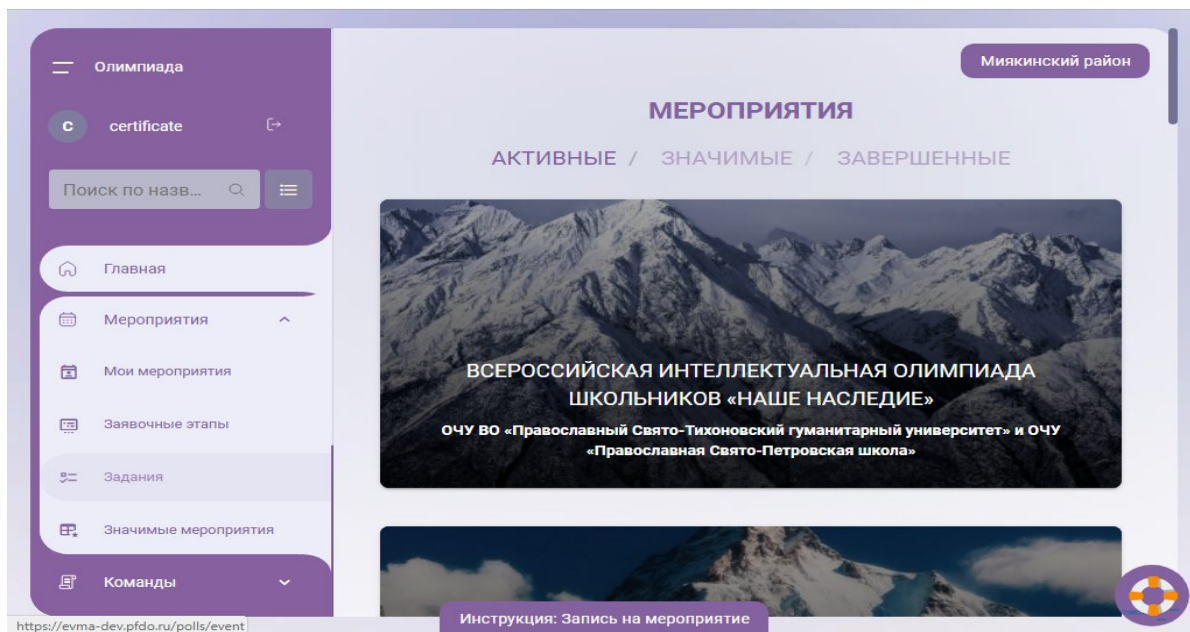 Олимпиада
C certificate
Поиск по назв...
Главная
Мероприятия
Мои мероприятия
Заявочные этапы
Задания
Значимые мероприятия
Команды
https://evma-dev.pfdo.ru/polls/event
Миякинский район
МЕРОПРИЯТИЯ
АКТИВНЫЕ / ЗНАЧИМЫЕ / ЗАВЕРШЕННЫЕ
ВСЕРОССИЙСКАЯ ИНТЕЛЛЕКТУАЛЬНАЯ ОЛИМПИАДА
ШКОЛЬНИКОВ «НАШЕ НАСЛЕДИЕ»
ОЧУ ВО «Православный Свято-Тихоновский гуманитарный университет» и ОЧУ
«Православная Свято-Петровская школа»
Инструкция: Запись на мероприятие